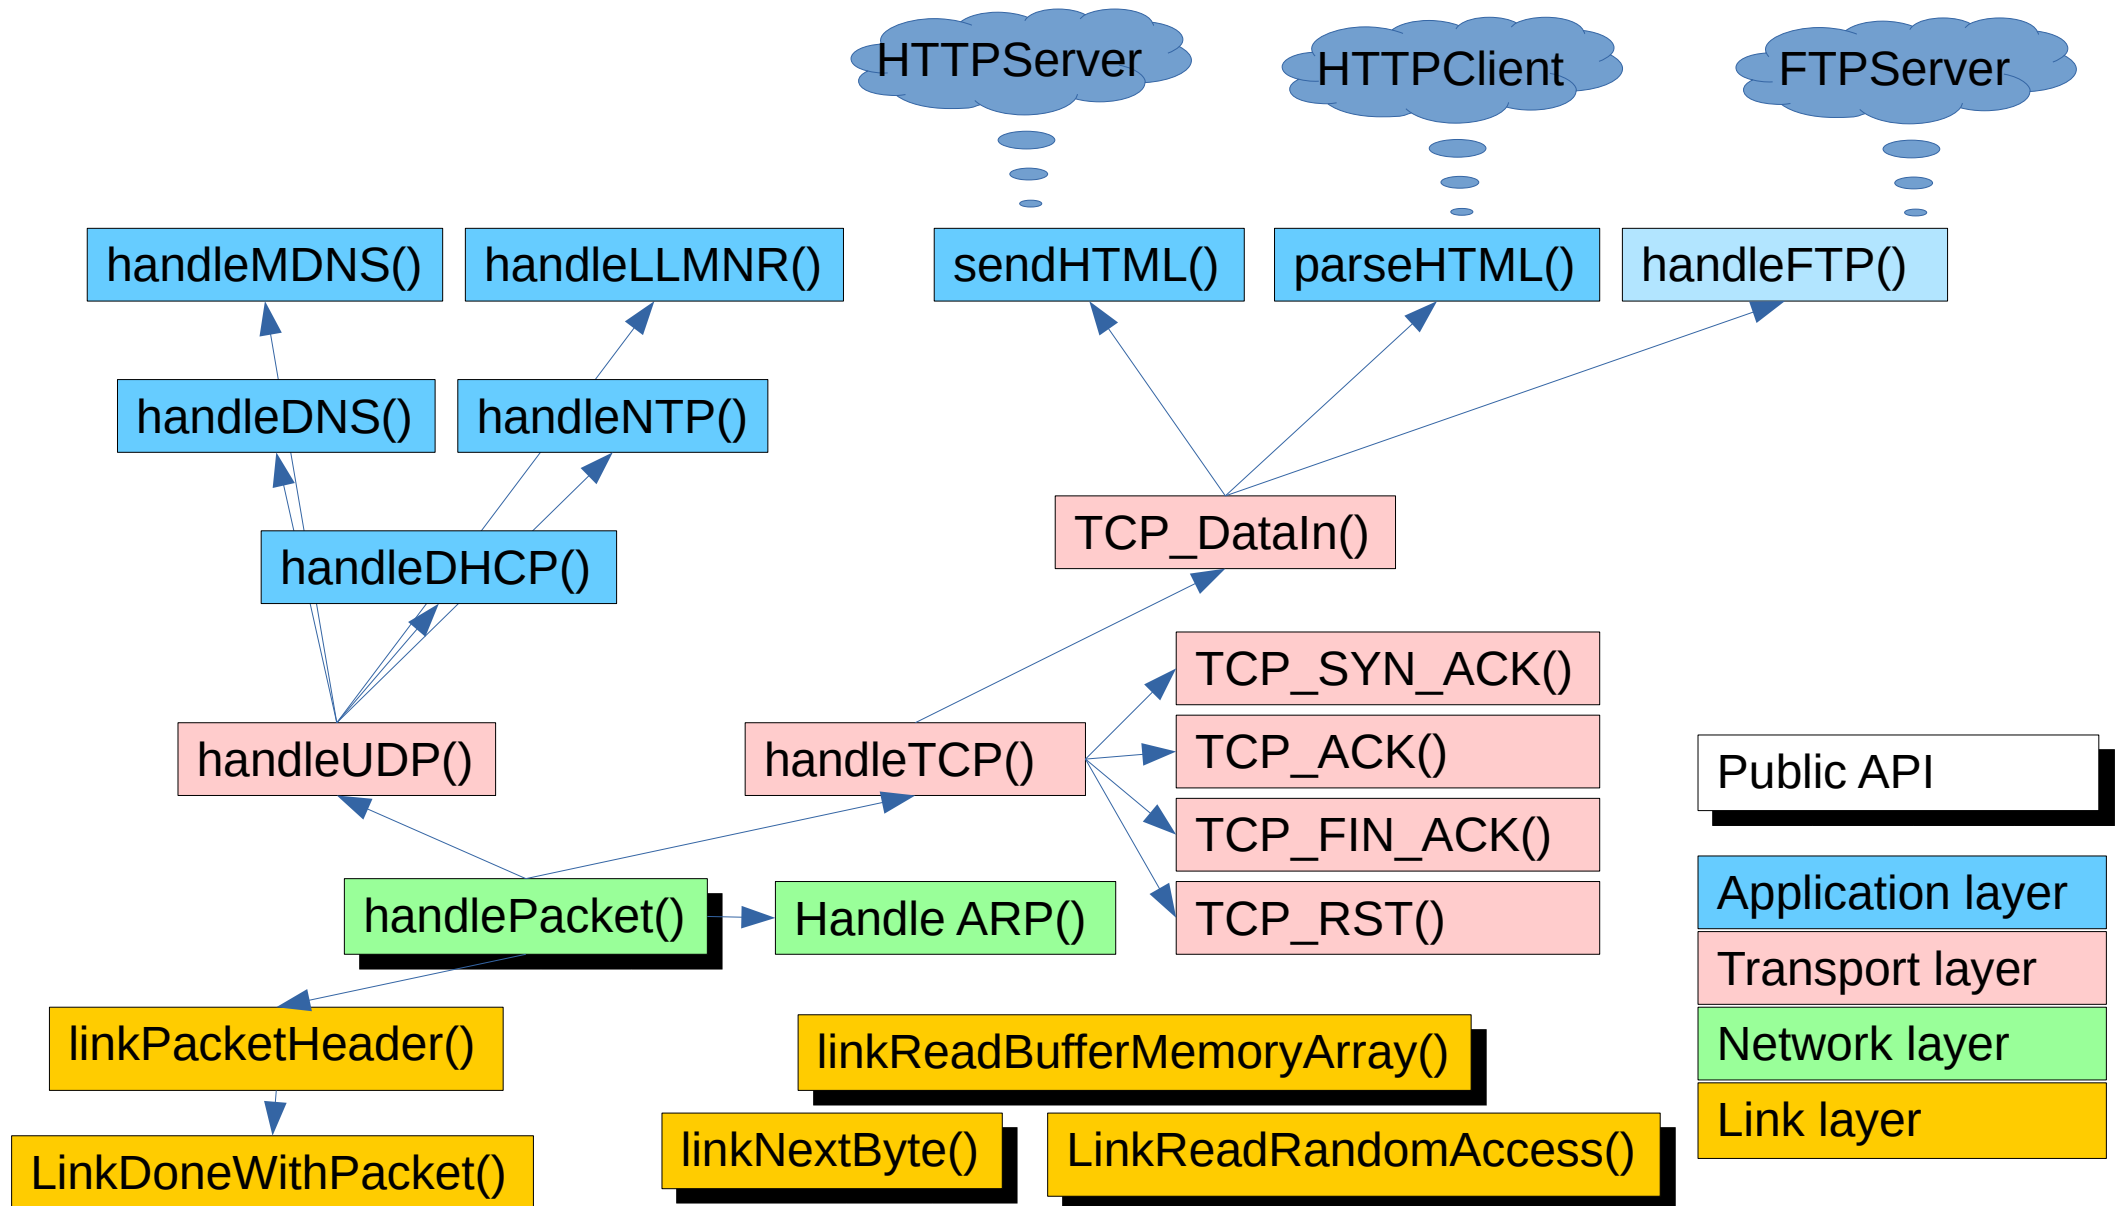 HTTPServer
HTTPClient
FTPServer
handleMDNS()
handleLLMNR()
sendHTML()
parseHTML()
handleFTP()
handleDNS()
handleNTP()
TCP_DataIn()
handleDHCP()
TCP_SYN_ACK()
handleUDP()
handleTCP()
TCP_ACK()
TCP_FIN_ACK()
handlePacket()
Handle ARP()
TCP_RST()
linkPacketHeader()
linkReadBufferMemoryArray()
LinkDoneWithPacket()
linkNextByte()
LinkReadRandomAccess()
Public API
Application layer
Transport layer
Network layer
Link layer